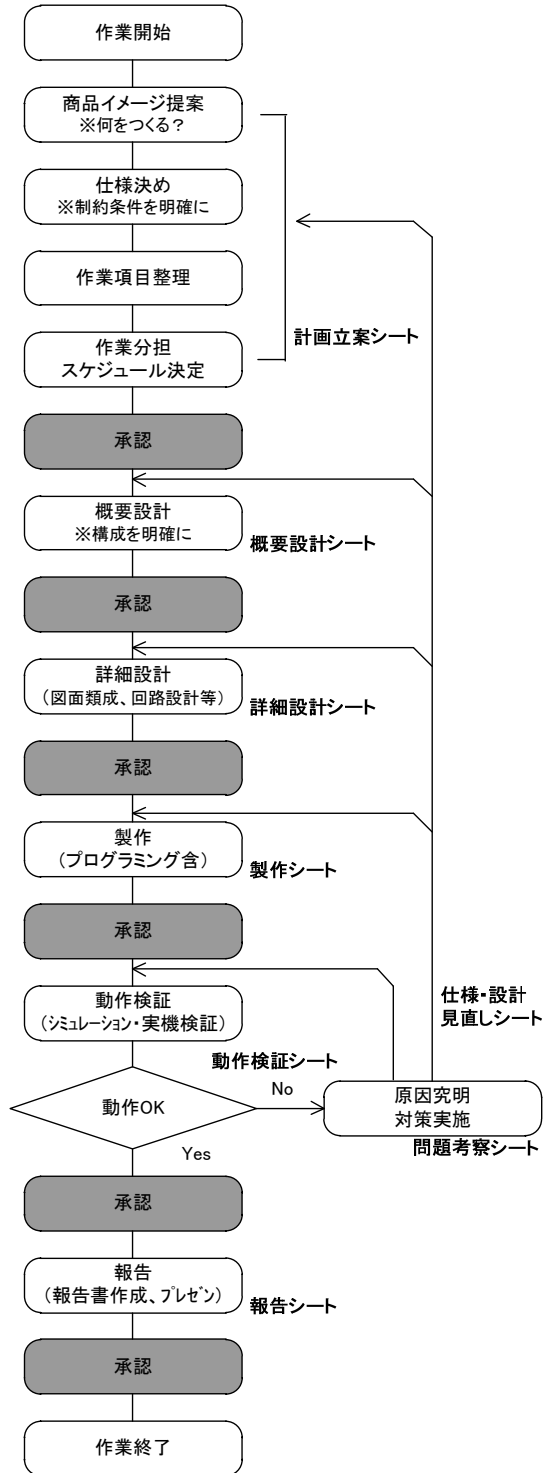 作業開始
商品イメージ提案
※何をつくる？
仕様決め
※制約条件を明確に
作業項目整理
計画立案シート
作業分担
スケジュール決定
承認
概要設計
※構成を明確に
概要設計シート
承認
詳細設計
(図面類成、回路設計等)
詳細設計シート
承認
製作
(プログラミング含)
製作シート
承認
動作検証
(ｼﾐｭﾚｰｼｮﾝ・実機検証)
仕様・設計
見直しシート
動作検証シート
動作OK
No
原因究明
対策実施
問題考察シート
Yes
承認
報告
(報告書作成、ﾌﾟﾚｾﾞﾝ)
報告シート
承認
作業終了